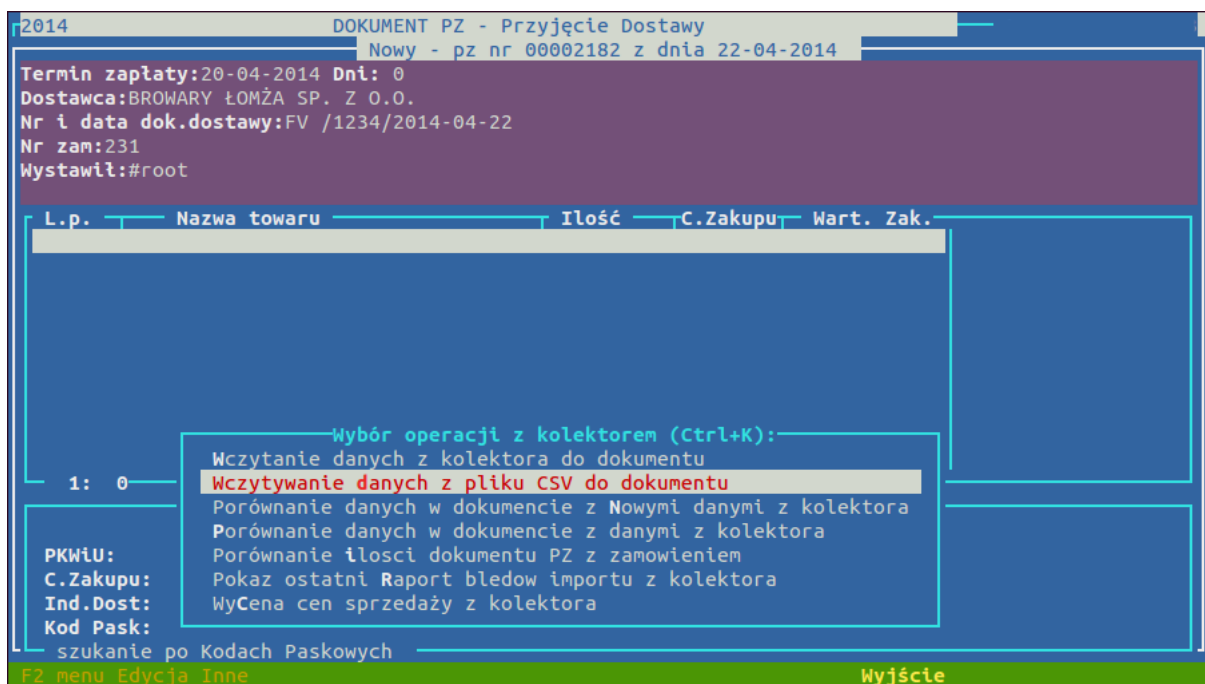 2014 DOKUMENT PZ - Przyjęcie Dostawy
Nowy - pz nr 00002182 z dnia 22-04-2014
Termin zapłaty:20-04-2014 Dni: 0
Dostawca:BROWARY ŁOMŻA SP. Z O.O.
Nr i data dok.dostawy:FV /1234/2014-04-22
Nr zam:231
Wystawił:#root
L.p. Nazwa towaru Ilość C.Zakupu Wart. Zak.
Wybór operacji z kolektorem (Ctrl+K):
Wczytanie danych z kolektora do dokumentu
1: 0 Wczytywanie danych z pliku CSV do dokumentu
Porównanie danych w dokumencie z Nowymi danymi z kolektora
Porównanie danych w dokumencie z danymi z kolektora
PKWiU: Porównanie ilosci dokumentu PZ z zamowieniem
C.Zakupu: Pokaz ostatni Raport bledow importu z kolektora
Ind.Dost: WyCena cen sprzedaży z kolektora
Kod Pask:
szukanie po Kodach Paskowych
F2 menu Edycja Inne Wyjście